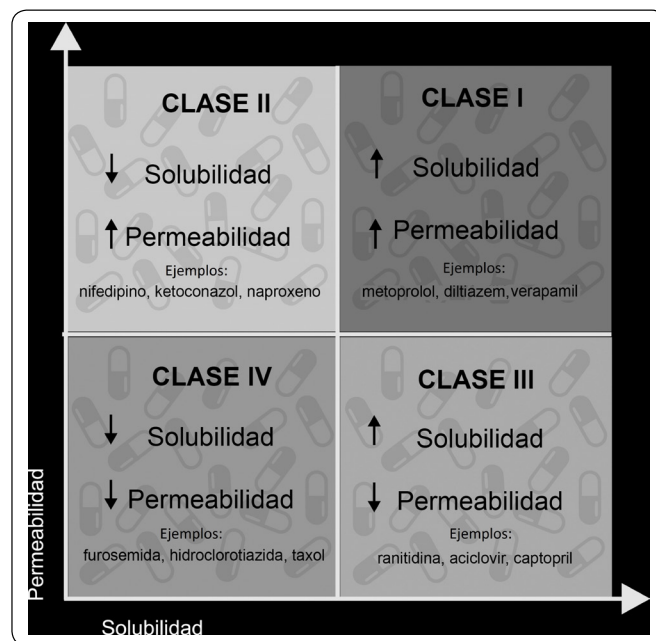 CLASE II
Solubilidad
Permeabilidad
Ejemplos:
nifedipino, ketoconazol, naproxeno
CLASE I
Solubilidad
Permeabilidad
Ejemplos:
metoprolol, diltiazem,verapamil
CLASE IV
Solubilidad
Permeabilidad
Ejemplos:
furosemida, hidroclorotiazida, taxol
CLASE III
Solubilidad
Permeabilidad
Ejemplos:
ranitidina, aciclovir, captopril
Permeabilidad
Solubilidad